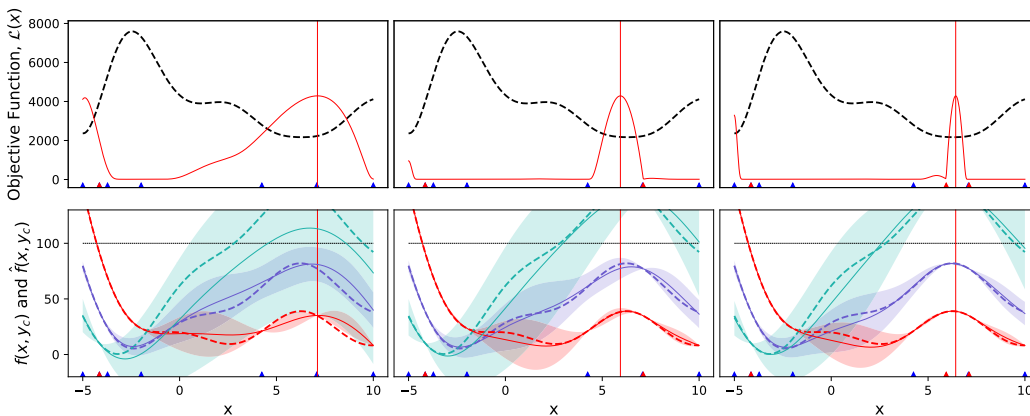 Objective Function, ℒ(x)
8000
6000
4000
2000
0
f(x, y_c) and f̂(x, y_c)
100
50
0
−5 0 5 10
−5 0 5 10
−5 0 5 10
x
x
x